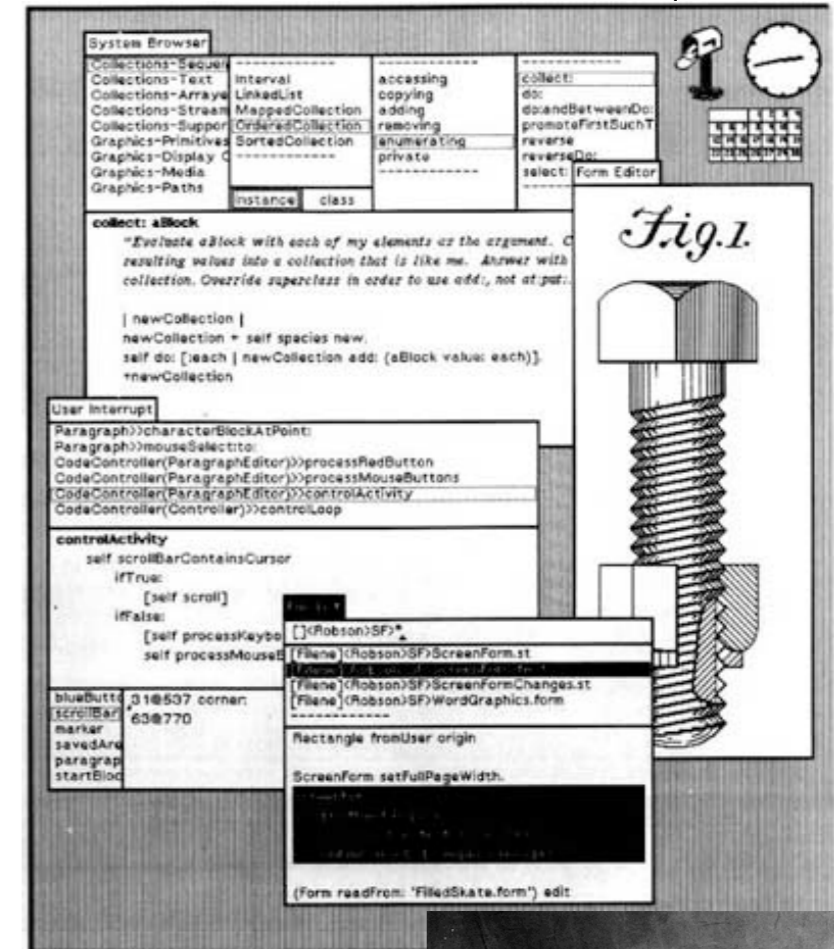 System Browser
Collections-Sequen
Collections-Text
Collections-Arraye
Collections-Stream
Collections-Suppor
Graphics-Primitives
Graphics-Display
Graphics-Media
Graphics-Paths
------------
Interval
LinkedList
MappedCollection
OrderedCollection
SortedCollection
------------
instance class
------------
accessing
copying
adding
removing
enumerating
private
------------
------------
collect:
do:
do:andBetweenDo:
promoteFirstSuchT
reverse
reverseDo:
select:
Form Editor
Fig.1.
collect: aBlock
"Evaluate aBlock with each of my elements as the argument. C
resulting values into a collection that is like me. Answer with
collection. Override superclass in order to use add:, not at:put:.
| newCollection |
newCollection ← self species new.
self do: [:each | newCollection add: (aBlock value: each)].
↑newCollection
User Interrupt
Paragraph>>characterBlockAtPoint:
Paragraph>>mouseSelect:to:
CodeController(ParagraphEditor)>>processRedButton
CodeController(ParagraphEditor)>>processMouseButtons
CodeController(ParagraphEditor)>>controlActivity
CodeController(Controller)>>controlLoop
controlActivity
self scrollBarContainsCursor
ifTrue:
[self scroll]
ifFalse:
[self processKeybo
self processMouseB
blueButto
scrollBar
marker
savedAre
paragrap
startBloc
31@537 corner:
63@770
[]<Robson>SF>*
[Filene]<Robson>SF>ScreenForm.st
[Filene]<Robson>SF>ScreenFormChanges.st
[Filene]<Robson>SF>WordGraphics.form
------------
Rectangle fromUser origin
ScreenForm setFullPageWidth.
(Form readFrom: 'FilledSkate.form') edit